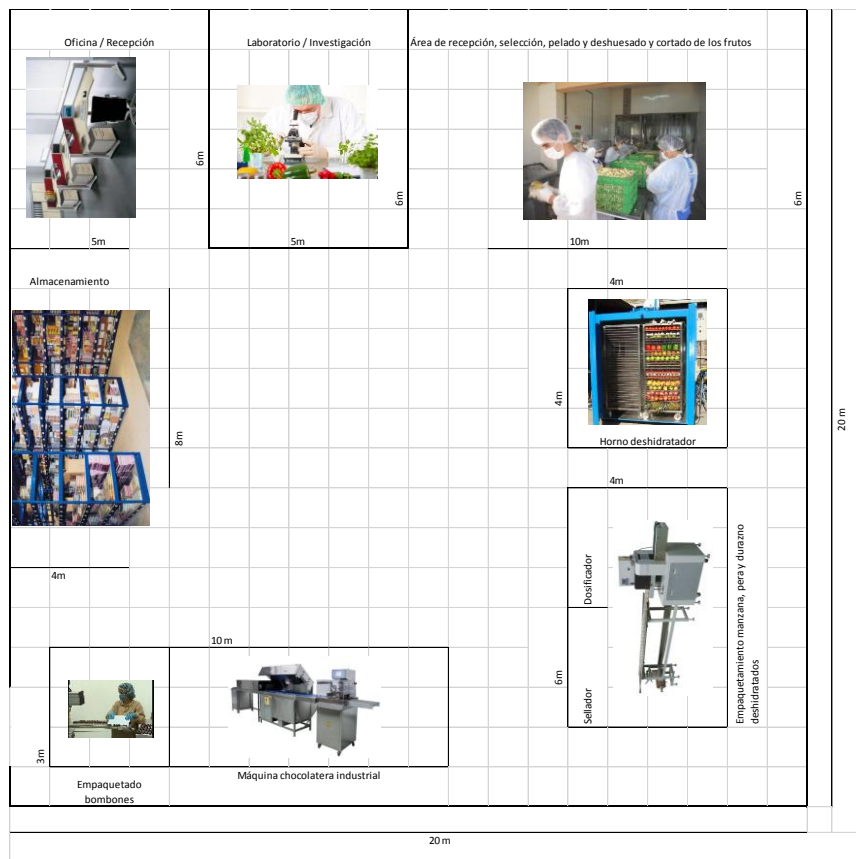 Oficina / Recepción
Laboratorio / Investigación
Área de recepción, selección, pelado y deshuesado y cortado de los frutos
6m
6m
6m
5m
5m
10m
Almacenamiento
4m
4m
8m
20 m
Horno deshidratador
4m
Dosificador
Sellador
6m
Empaquetamiento manzana, pera y durazno
deshidratados
4m
10 m
3m
Máquina chocolatera industrial
Empaquetado
bombones
20 m